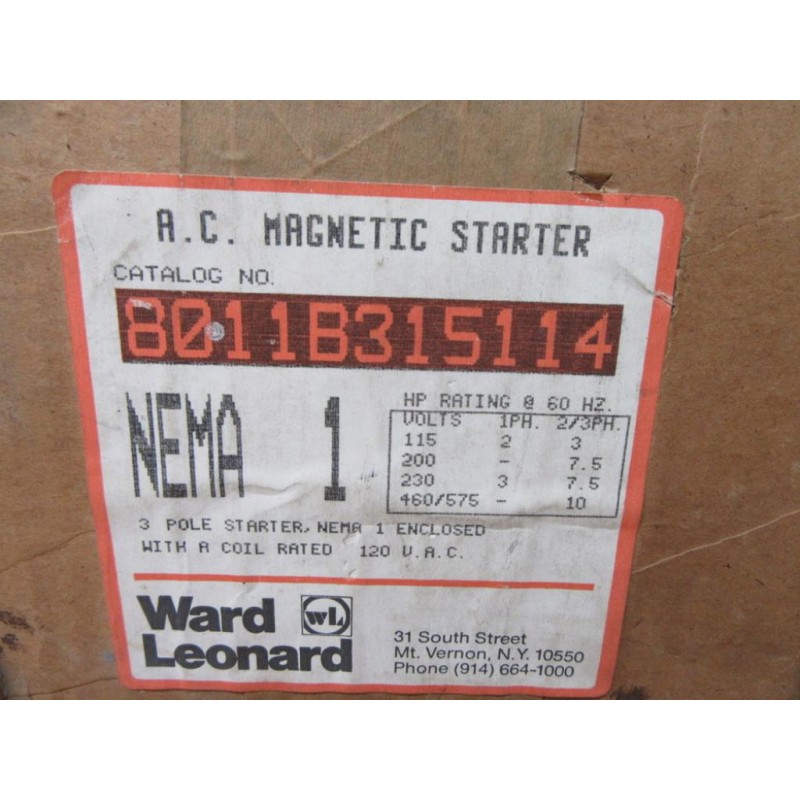 A.C. MAGNETIC STARTER
CATALOG NO.
8011B315114
NEMA 1
HP RATING @ 60 HZ.
VOLTS 1PH. 2/3PH.
115 2 3
200 - 7.5
230 3 7.5
460/575 - 10
3 POLE STARTER, NEMA 1 ENCLOSED
WITH A COIL RATED 120 V.A.C.
Ward
Leonard
WL
31 South Street
Mt. Vernon, N.Y. 10550
Phone (914) 664-1000